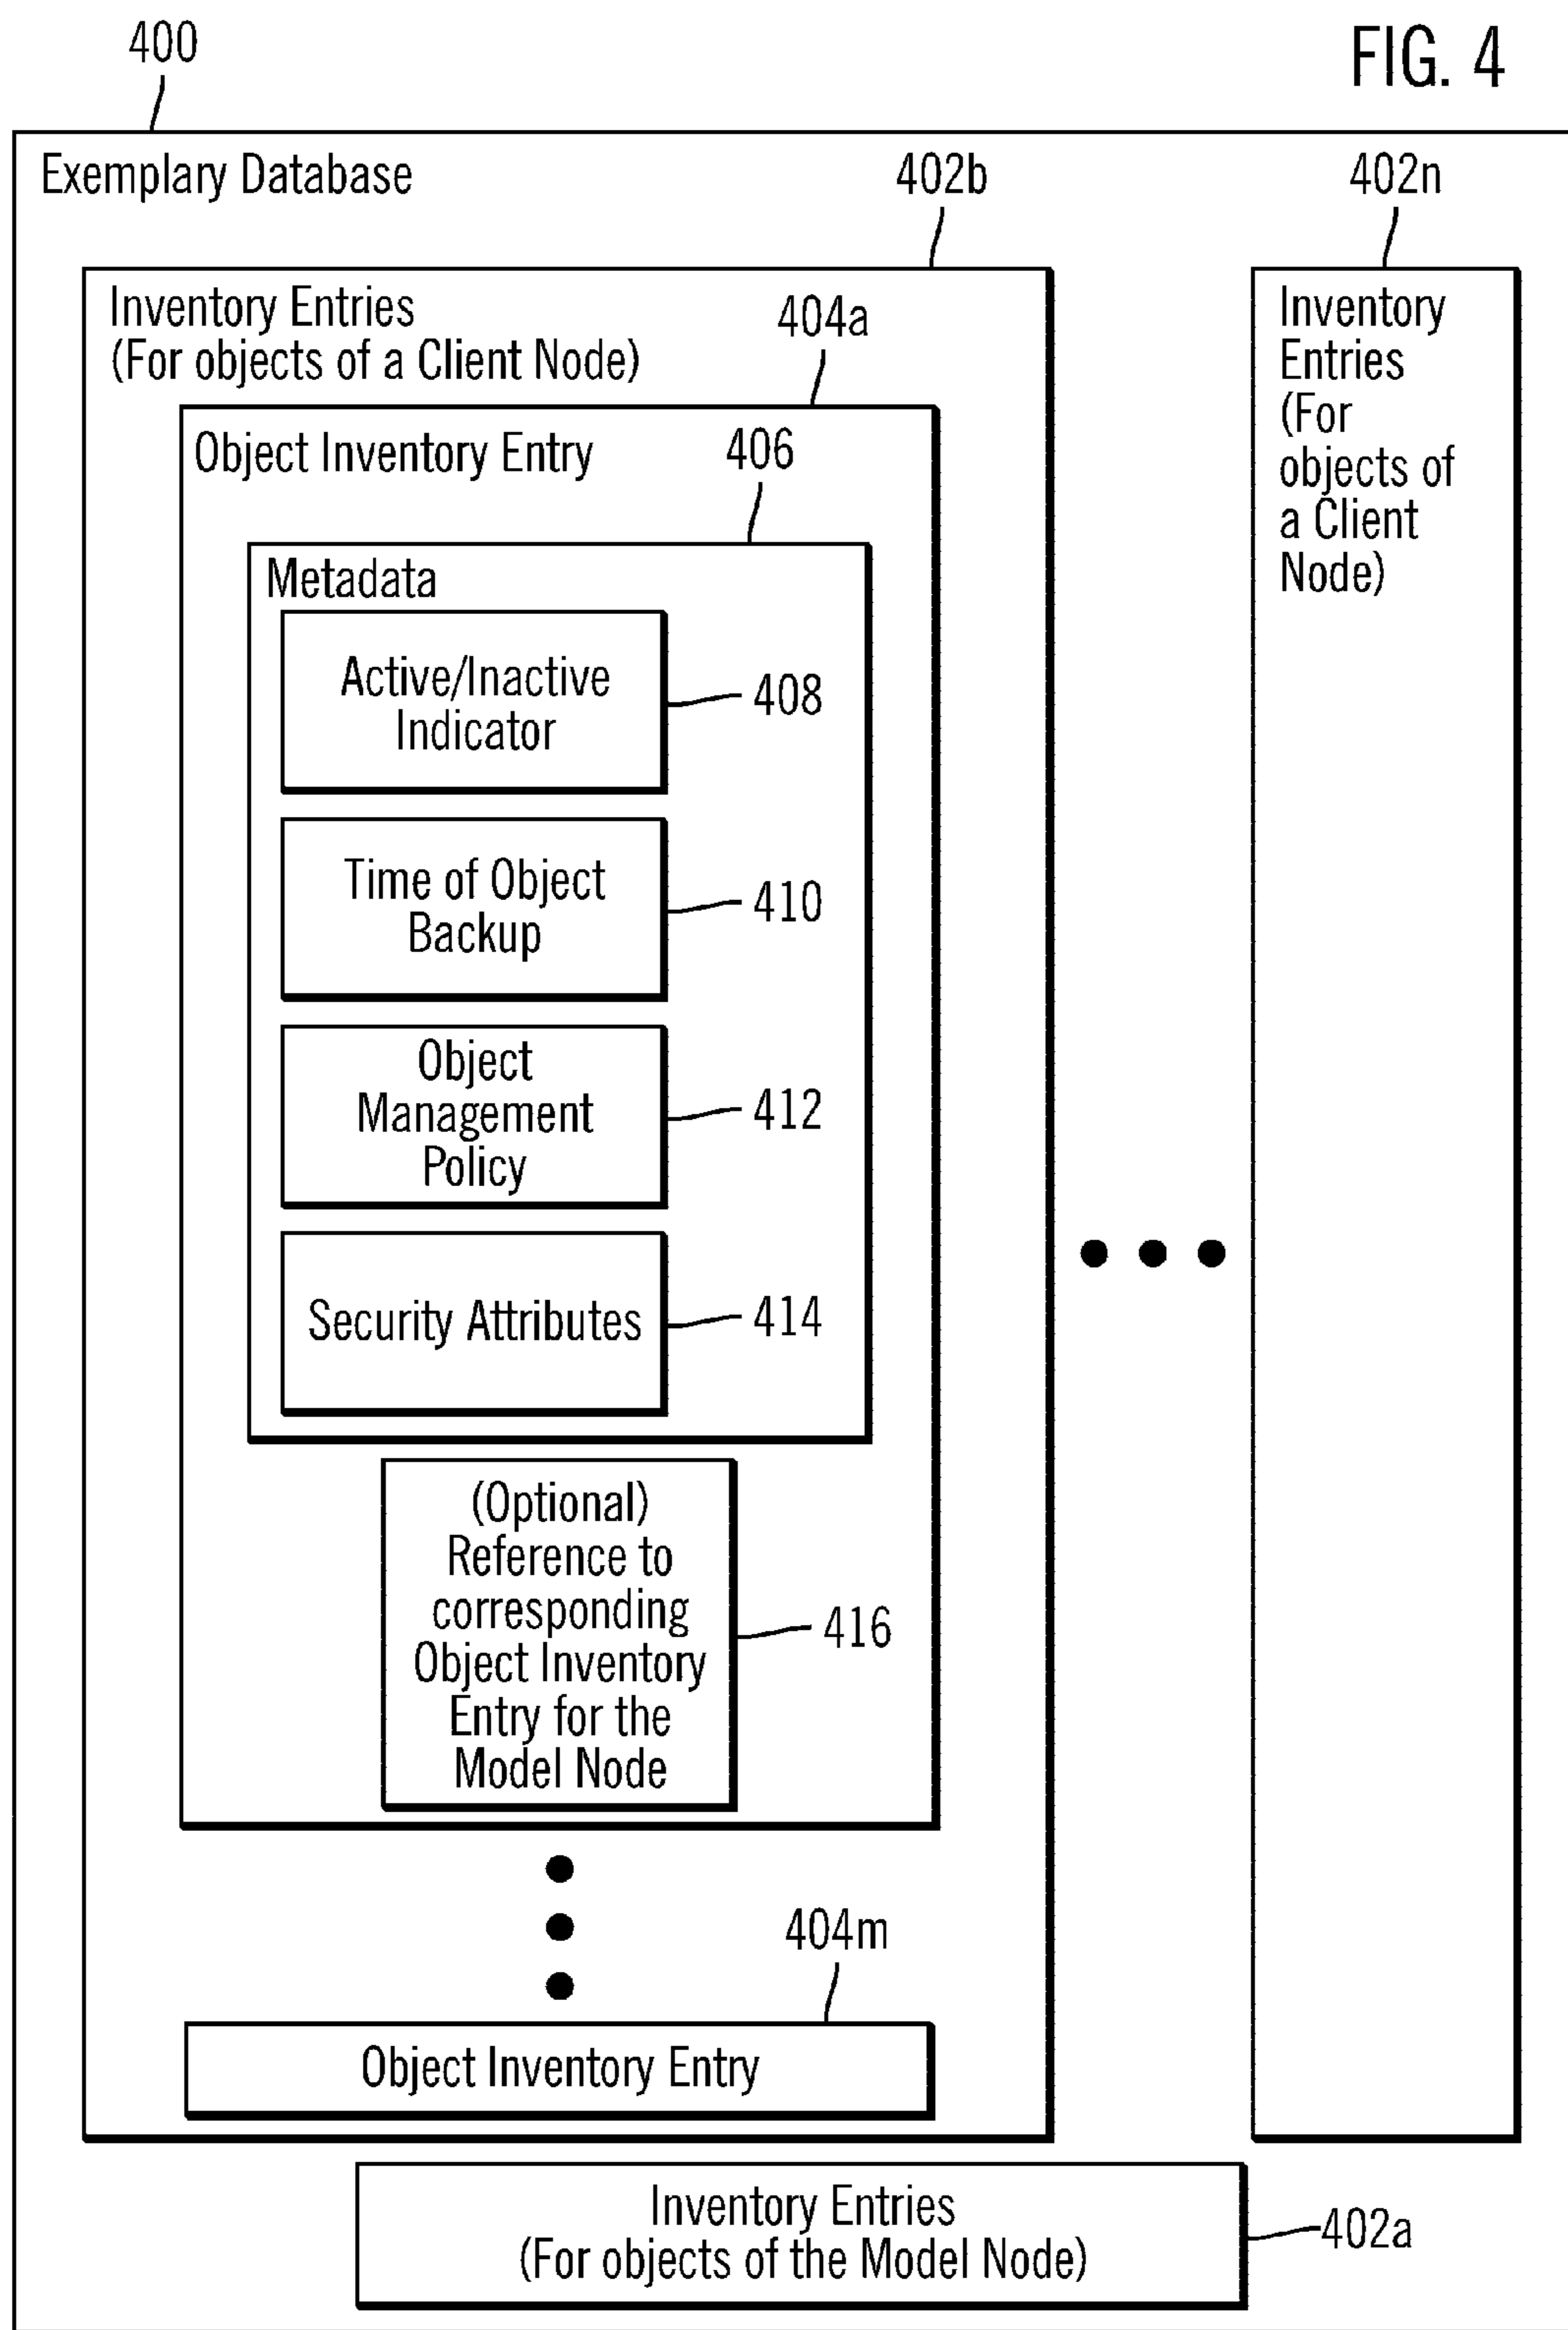 400
FIG. 4
Exemplary Database
402b
402n
Inventory Entries
(For objects of a Client Node)
404a
Object Inventory Entry
406
Metadata
Active/Inactive
Indicator
408
Time of Object
Backup
410
Object
Management
Policy
412
Security Attributes
414
(Optional)
Reference to
corresponding
Object Inventory
Entry for the
Model Node
416
404m
Object Inventory Entry
Inventory
Entries
(For
objects of
a Client
Node)
Inventory Entries
(For objects of the Model Node)
402a